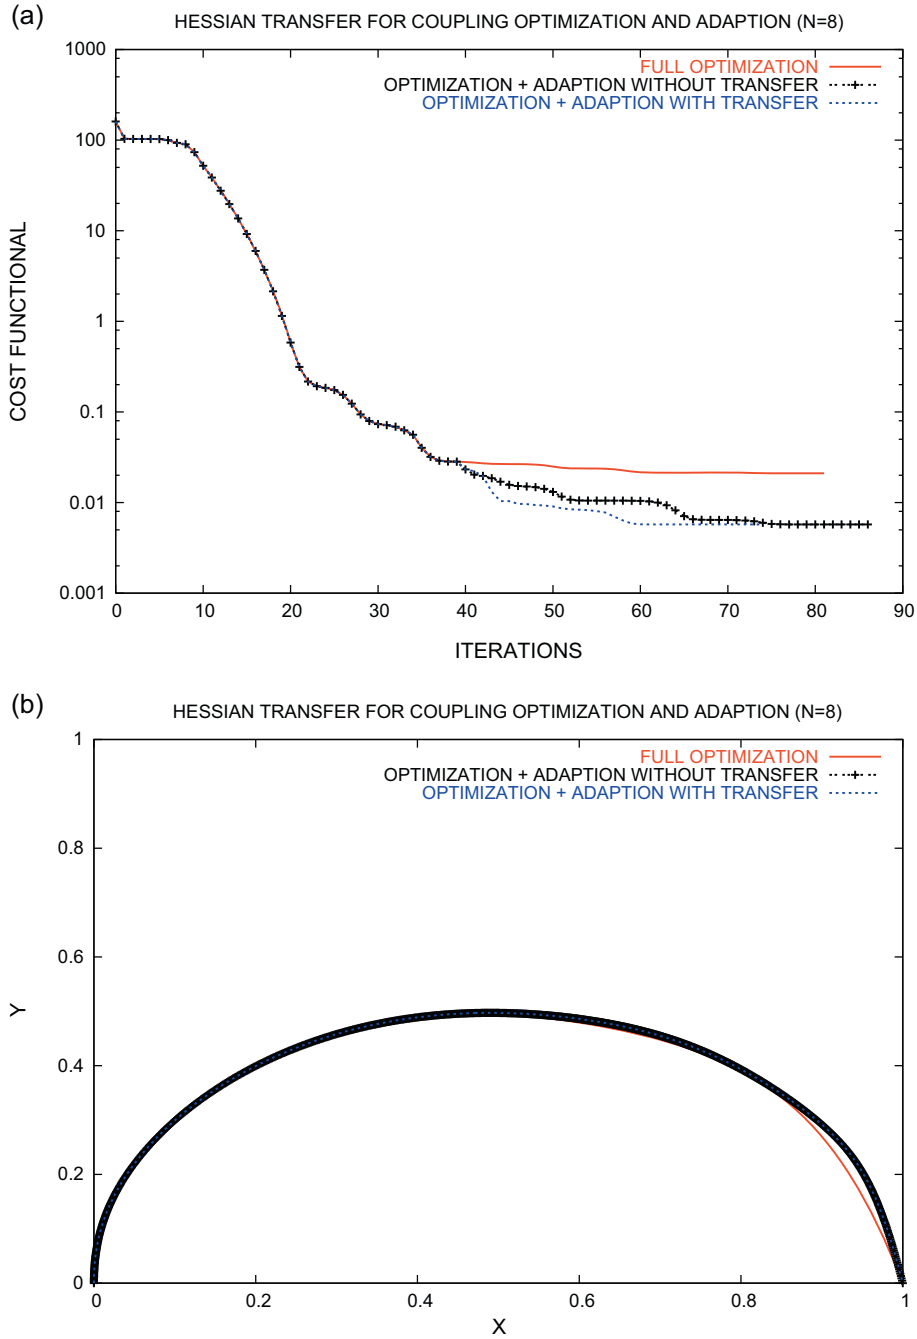 (a)
HESSIAN TRANSFER FOR COUPLING OPTIMIZATION AND ADAPTION (N=8)
FULL OPTIMIZATION
OPTIMIZATION + ADAPTION WITHOUT TRANSFER
OPTIMIZATION + ADAPTION WITH TRANSFER
1000
100
10
1
0.1
0.01
0.001
COST FUNCTIONAL
0 10 20 30 40 50 60 70 80 90
ITERATIONS
(b)
HESSIAN TRANSFER FOR COUPLING OPTIMIZATION AND ADAPTION (N=8)
FULL OPTIMIZATION
OPTIMIZATION + ADAPTION WITHOUT TRANSFER
OPTIMIZATION + ADAPTION WITH TRANSFER
1
0.8
0.6
0.4
0.2
0
Y
0 0.2 0.4 0.6 0.8 1
X